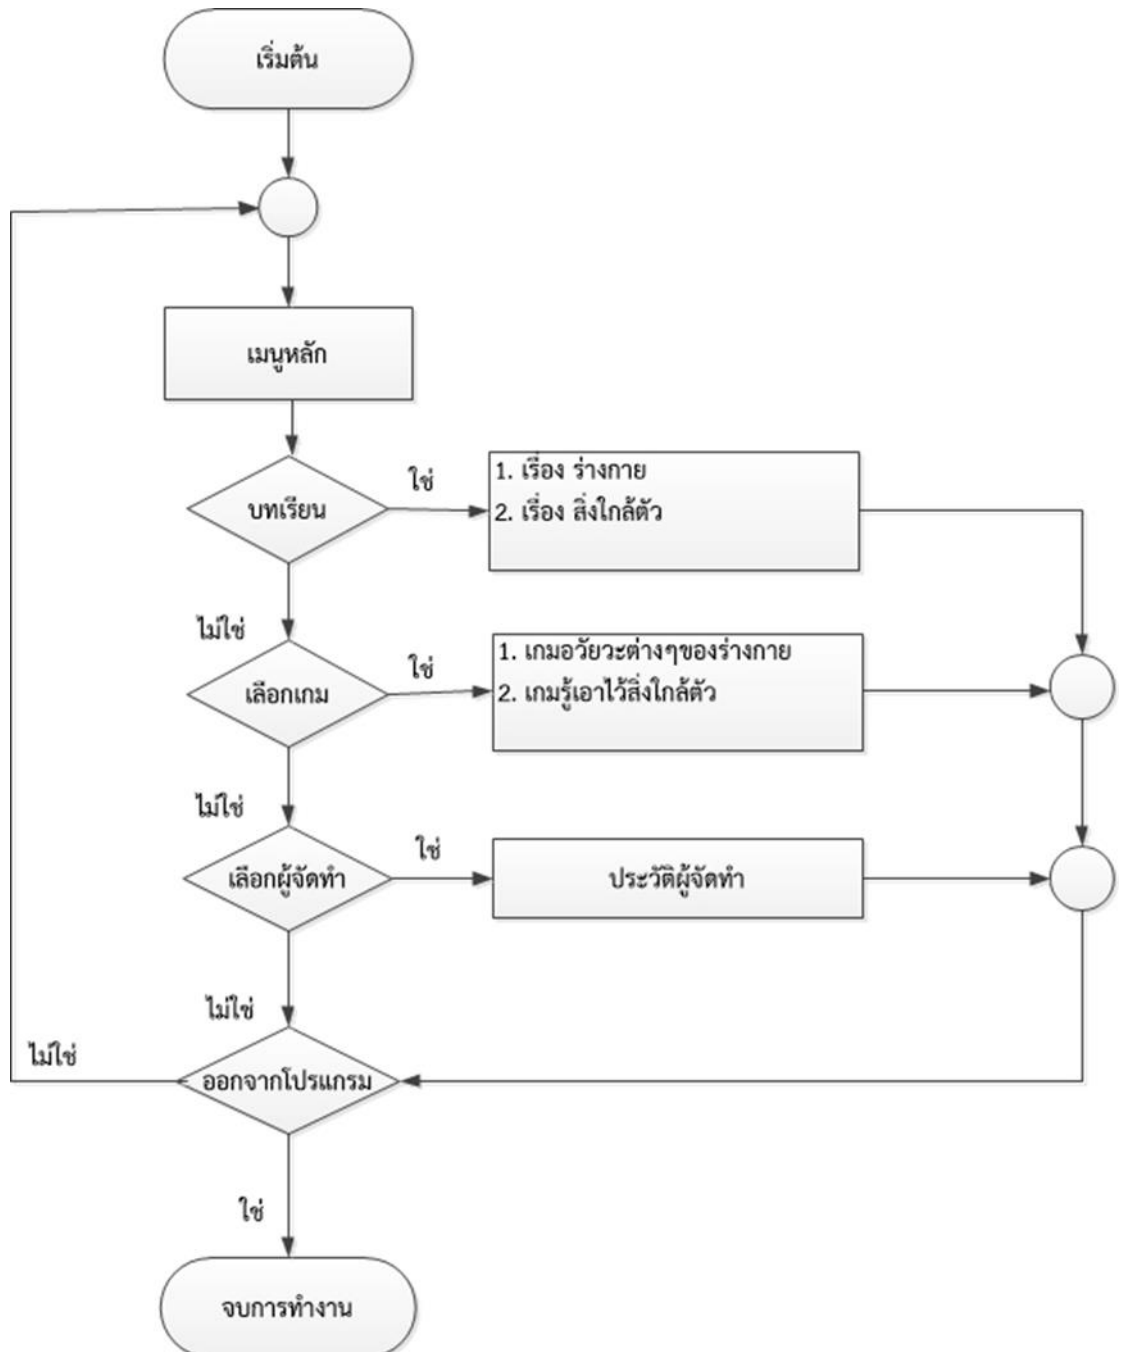 เริ่มต้น
เมนูหลัก
บทเรียน
ใช่
1. เรื่อง ร่างกาย
2. เรื่อง สิ่งใกล้ตัว
ไม่ใช่
เลือกเกม
ใช่
1. เกมอวัยวะต่างๆของร่างกาย
2. เกมรู้เอาไว้สิ่งใกล้ตัว
ไม่ใช่
เลือกผู้จัดทำ
ใช่
ประวัติผู้จัดทำ
ไม่ใช่
ไม่ใช่
ออกจากโปรแกรม
ใช่
จบการทำงาน